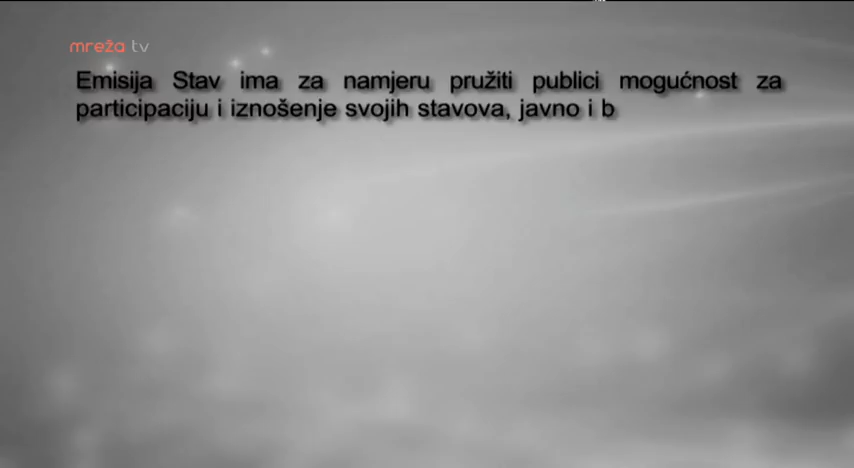 mreža tv
Emisija Stav ima za namjeru pružiti publici mogućnost za
participaciju i iznošenje svojih stavova, javno i b